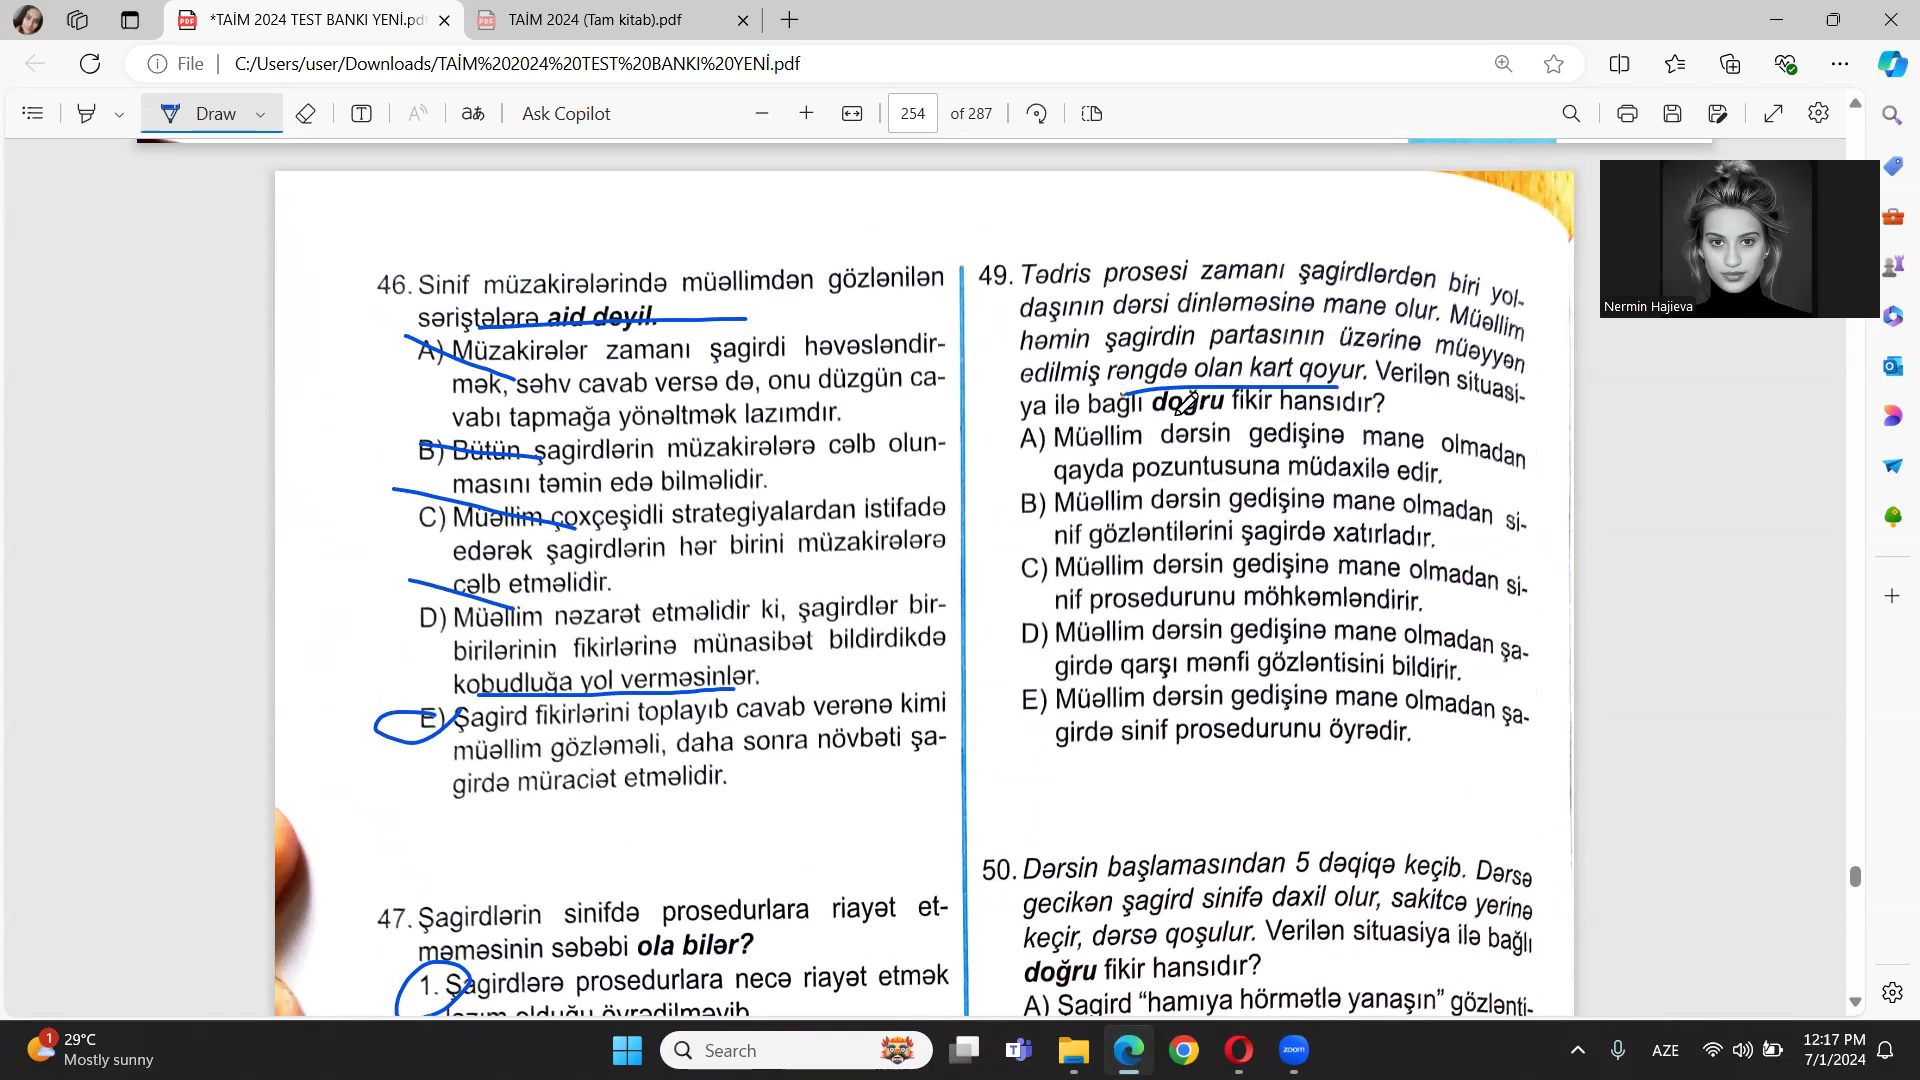 *TAİM 2024 TEST BANKI YENİ.pdf
TAİM 2024 (Tam kitab).pdf
File
C:/Users/user/Downloads/TAİM%202024%20TEST%20BANKI%20YENİ.pdf
Draw
aあ
Ask Copilot
254 of 287
Nermin Hajieva
46. Sinif müzakirələrində müəllimdən gözlənilən
səriştələrə aid deyil.
A) Müzakirələr zamanı şagirdi həvəsləndir-
mək, səhv cavab versə də, onu düzgün ca-
vabı tapmağa yönəltmək lazımdır.
B) Bütün şagirdlərin müzakirələrə cəlb olun-
masını təmin edə bilməlidir.
C) Müəllim çoxçeşidli strategiyalardan istifadə
edərək şagirdlərin hər birini müzakirələrə
cəlb etməlidir.
D) Müəllim nəzarət etməlidir ki, şagirdlər bir-
birilərinin fikirlərinə münasibət bildirdikdə
kobudluğa yol verməsinlər.
E) Şagird fikirlərini toplayıb cavab verənə kimi
müəllim gözləməli, daha sonra növbəti şa-
girdə müraciət etməlidir.
47. Şagirdlərin sinifdə prosedurlara riayət et-
məməsinin səbəbi ola bilər?
1. Şagirdlərə prosedurlara necə riayət etmək
lazım olduğu öyrədilməyib.
49. Tədris prosesi zamanı şagirdlərdən biri yol-
daşının dərsi dinləməsinə mane olur. Müəllim
həmin şagirdin partasının üzərinə müəyyən
edilmiş rəngdə olan kart qoyur. Verilən situasi-
ya ilə bağlı doğru fikir hansıdır?
A) Müəllim dərsin gedişinə mane olmadan
qayda pozuntusuna müdaxilə edir.
B) Müəllim dərsin gedişinə mane olmadan si-
nif gözləntilərini şagirdə xatırladır.
C) Müəllim dərsin gedişinə mane olmadan si-
nif prosedurunu möhkəmləndirir.
D) Müəllim dərsin gedişinə mane olmadan şa-
girdə qarşı mənfi gözləntisini bildirir.
E) Müəllim dərsin gedişinə mane olmadan şa-
girdə sinif prosedurunu öyrədir.
50. Dərsin başlamasından 5 dəqiqə keçib. Dərsə
gecikən şagird sinifə daxil olur, sakitcə yerinə
keçir, dərsə qoşulur. Verilən situasiya ilə bağlı
doğru fikir hansıdır?
A) Şagird “hamıya hörmətlə yanaşın” gözlənti-
1
29°C
Mostly sunny
Search
zoom
AZE
12:17 PM
7/1/2024